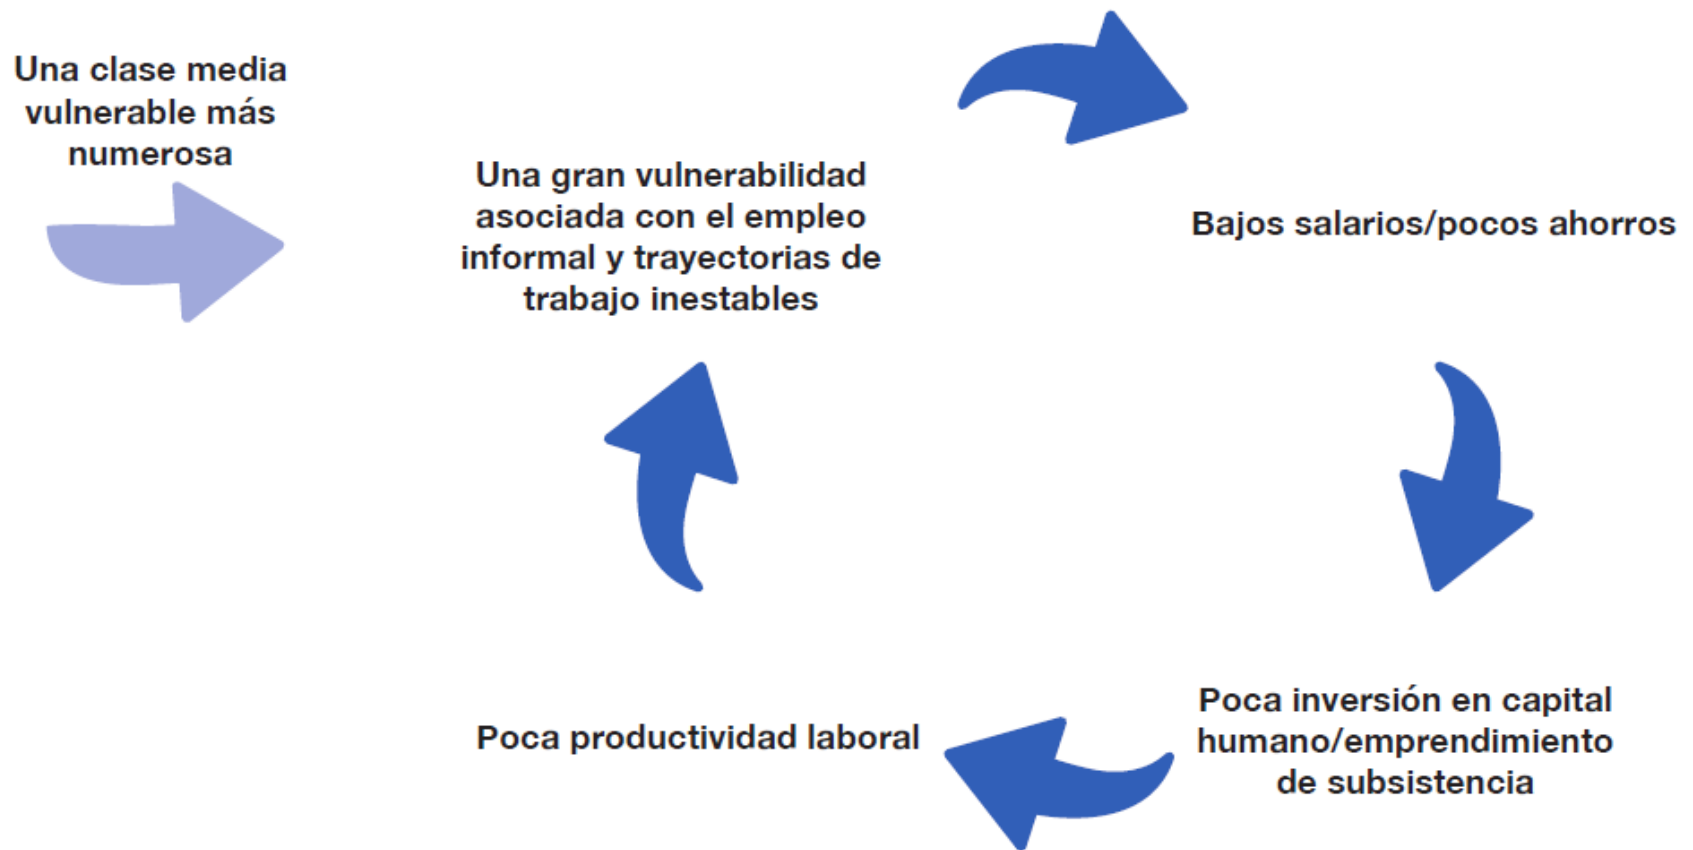 Una clase media
vulnerable más
numerosa
Una gran vulnerabilidad
asociada con el empleo
informal y trayectorias de
trabajo inestables
Bajos salarios/pocos ahorros
Poca inversión en capital
humano/emprendimiento
de subsistencia
Poca productividad laboral